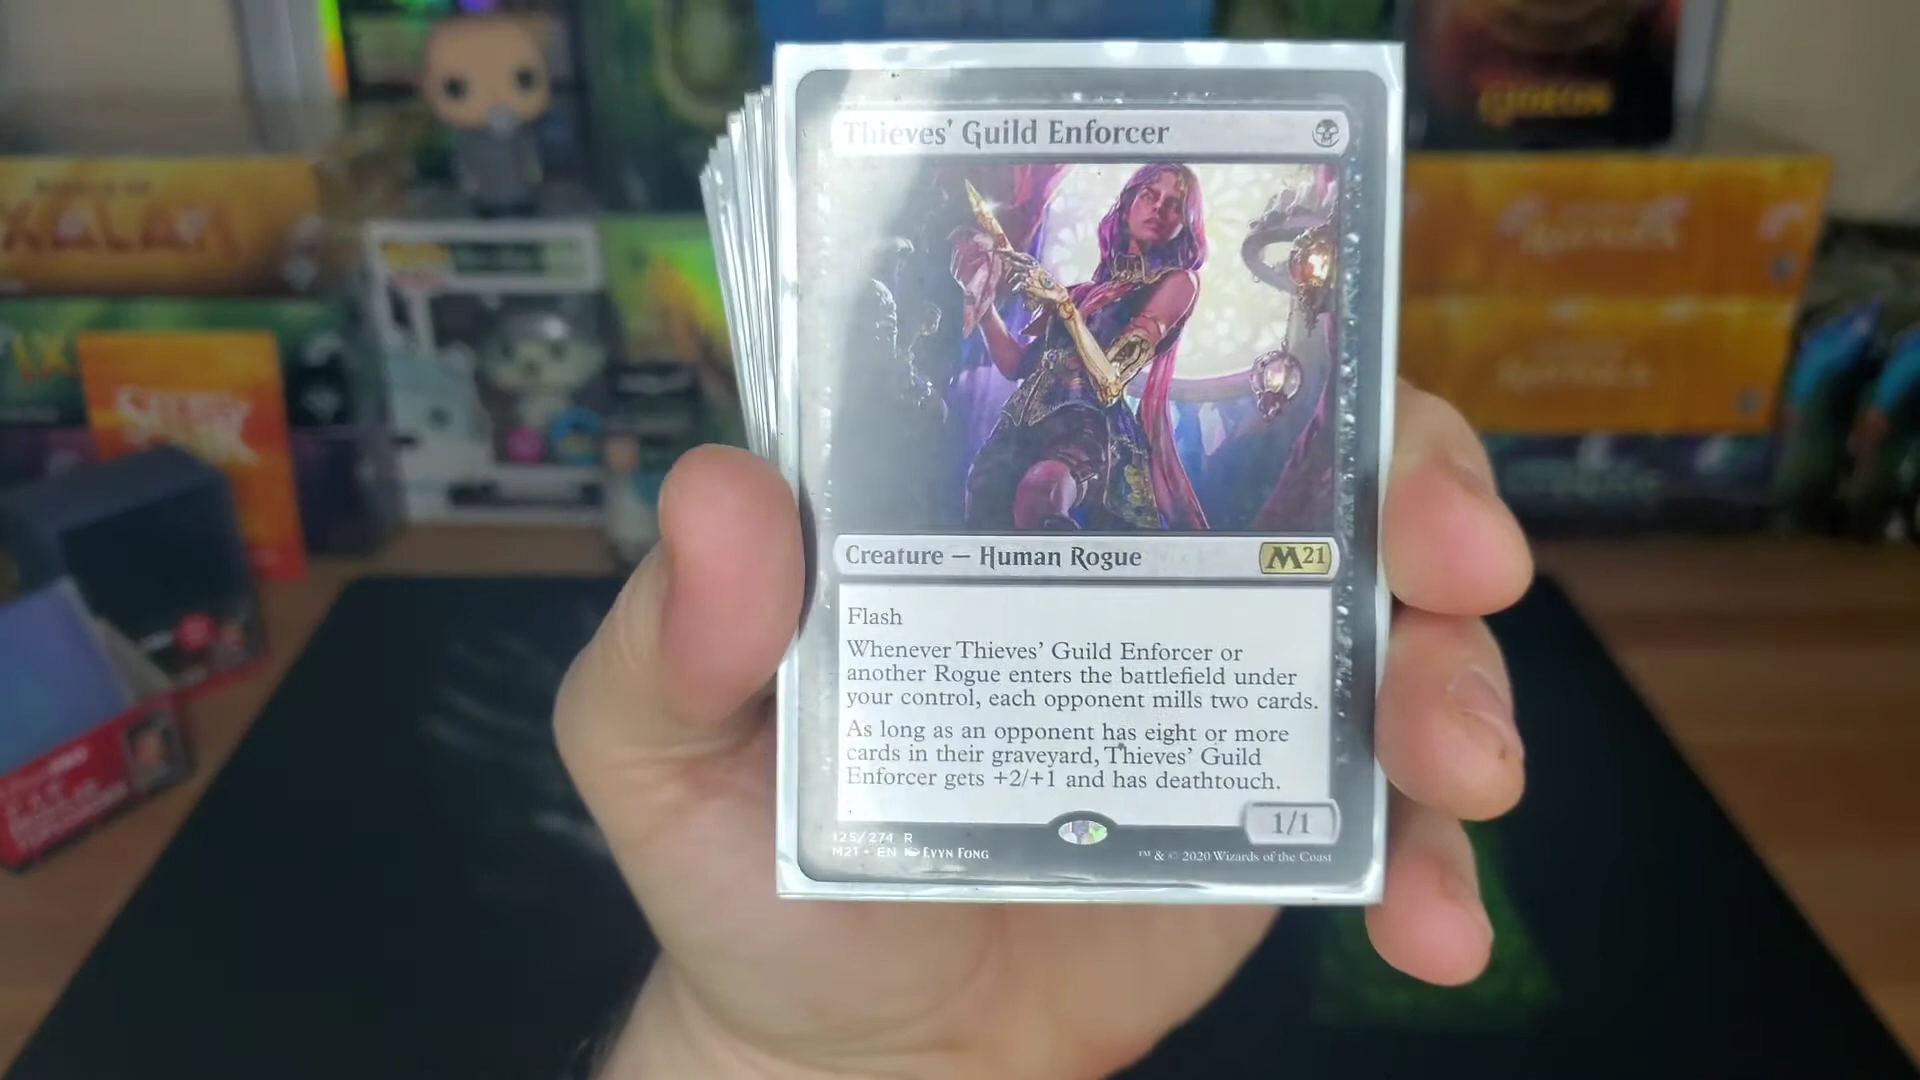 GIDEON
XALAN
Thieves' Guild Enforcer
Creature — Human Rogue
M21
Flash
Whenever Thieves' Guild Enforcer or
another Rogue enters the battlefield under
your control, each opponent mills two cards.
As long as an opponent has eight or more
cards in their graveyard, Thieves' Guild
Enforcer gets +2/+1 and has deathtouch.
1/1
125/274 R
M21 • EN Evyn Fong
™ & © 2020 Wizards of the Coast